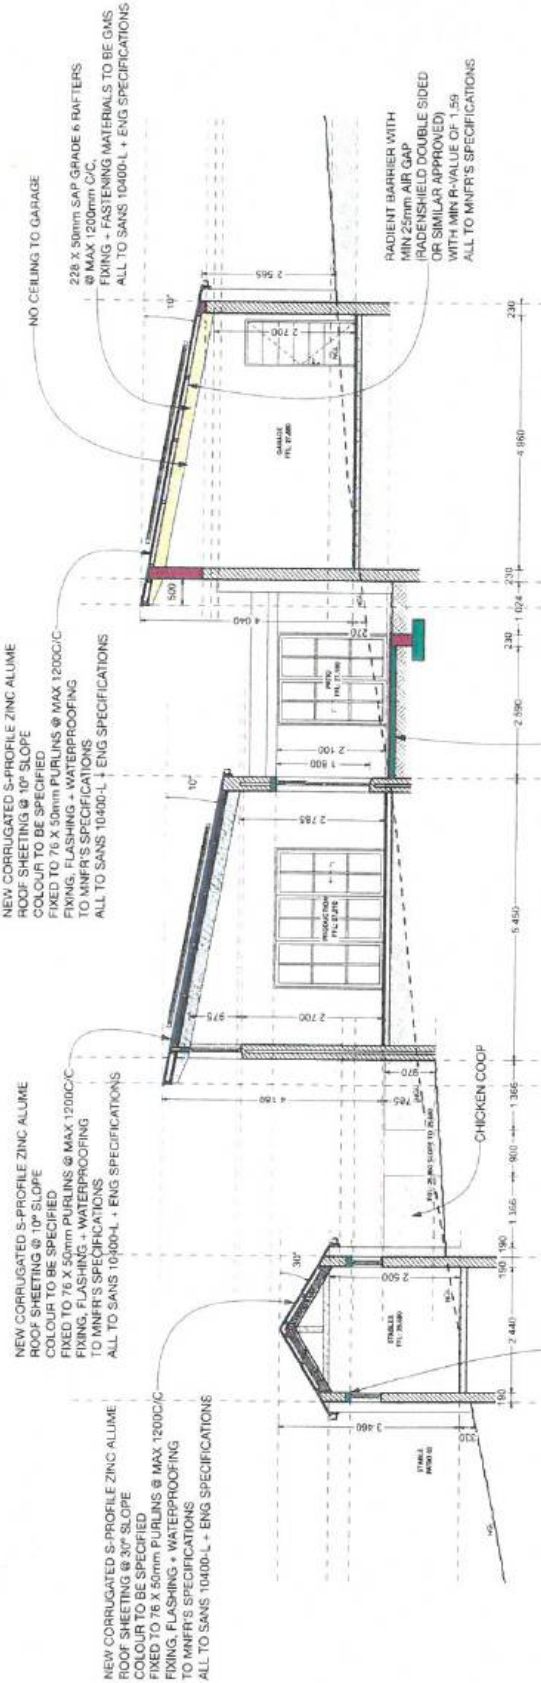 NEW CORRUGATED S-PROFILE ZINC ALUME
ROOF SHEETING @ 30° SLOPE
COLOUR TO BE SPECIFIED
FIXED TO 76 X 50mm PURLINS @ MAX 1200C/C
FIXING, FLASHING + WATERPROOFING
TO MNFR'S SPECIFICATIONS
ALL TO SANS 10400-L + ENG SPECIFICATIONS
NEW CORRUGATED S-PROFILE ZINC ALUME
ROOF SHEETING @ 10° SLOPE
COLOUR TO BE SPECIFIED
FIXED TO 76 X 50mm PURLINS @ MAX 1200C/C
FIXING, FLASHING + WATERPROOFING
TO MNFR'S SPECIFICATIONS
ALL TO SANS 10400-L + ENG SPECIFICATIONS
NEW CORRUGATED S-PROFILE ZINC ALUME
ROOF SHEETING @ 10° SLOPE
COLOUR TO BE SPECIFIED
FIXED TO 76 X 50mm PURLINS @ MAX 1200C/C
FIXING, FLASHING + WATERPROOFING
TO MNFR'S SPECIFICATIONS
ALL TO SANS 10400-L + ENG SPECIFICATIONS
NO CEILING TO GARAGE
228 X 50mm SAP GRADE 6 RAFTERS
@ MAX 1200mm C/C,
FIXING + FASTENING MATERIALS TO BE GMS
ALL TO SANS 10400-L + ENG SPECIFICATIONS
RADIENT BARRIER WITH
MIN 25mm AIR GAP
(RADENSHIELD DOUBLE SIDED
OR SIMILAR APPROVED)
WITH MIN R-VALUE OF 1,59
ALL TO MNFR'S SPECIFICATIONS
30°
10°
10°
3 460
330
2 500
4 180
785
970
975
2 700
2 785
2 100
1 800
4 040
270
500
2 700
2 565
STABLE
STABLES
PRODUCTION
PATIO
GARAGE
NGL
NGL
NGL
CHICKEN COOP
190
2 440
190
190
1 366
900
1 366
5 450
2 890
230
1 024
230
4 960
230